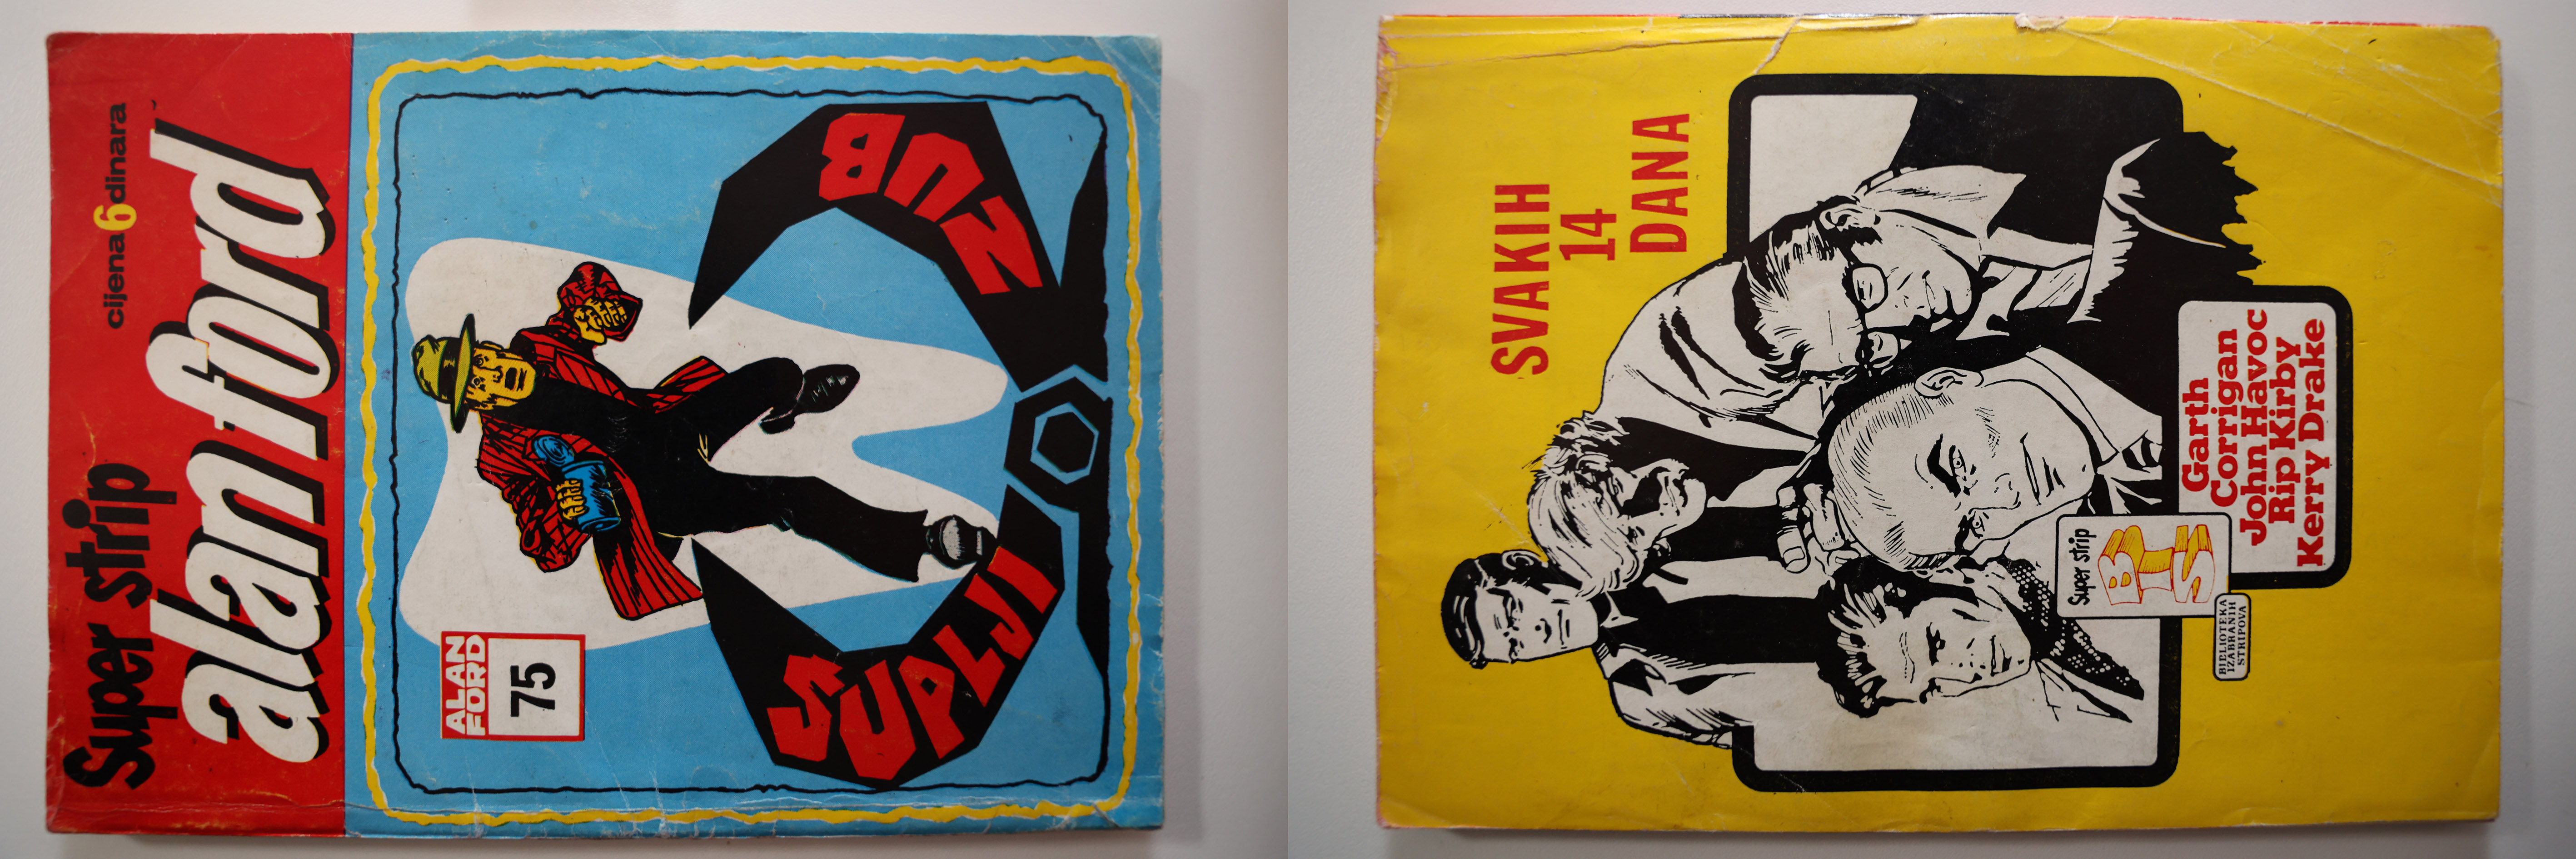 Super strip
cijena 6 dinara
alan ford
ALAN
FORD
75
ŠUPLJI
ZUB
SVAKIH
14
DANA
Garth
Corrigan
John Havoc
Rip Kirby
Kerry Drake
Super strip
BIS
BIBLIOTEKA
IZABRANIH
STRIPOVA